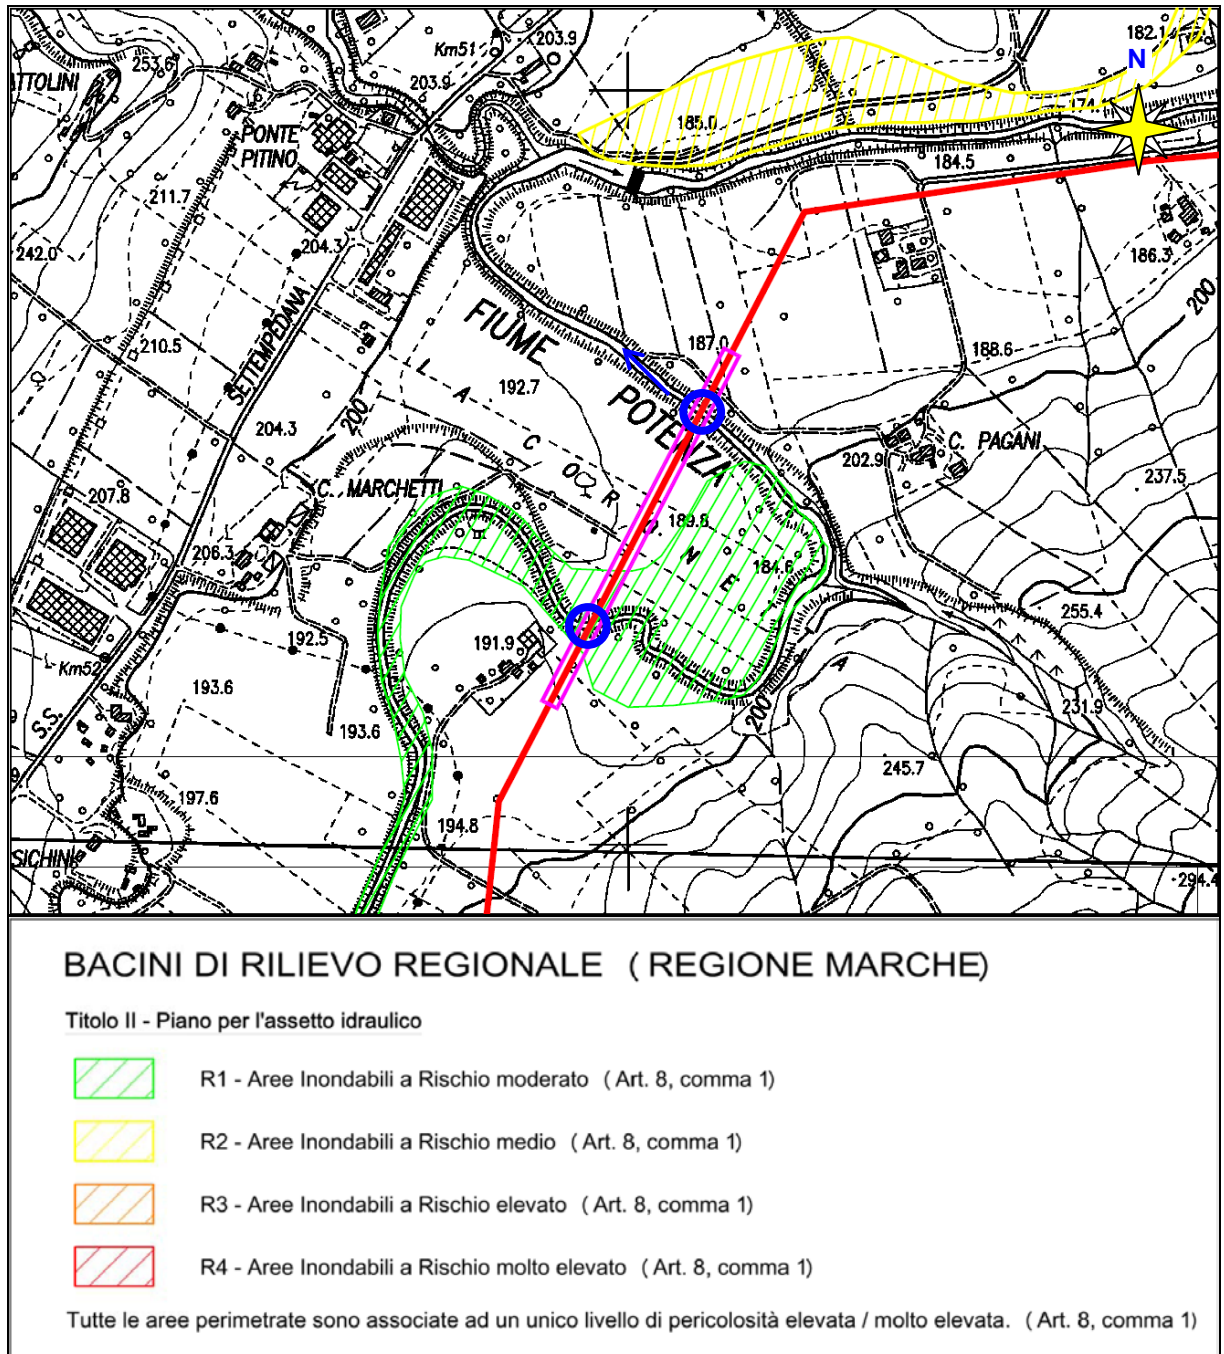 Km51
203.9
182.1
N
ATTOLINI
253.6
203.9
174.
PONTE
PITINO
185.0
184.5
211.7
204.3
242.0
186.3
200
SETTEMPEDANA
FIUME
187.0
210.5
188.6
L A C O R O N E
192.7
POTENZA
200
204.3
C. PAGANI
202.9
237.5
C. MARCHETTI
207.8
189.8
206.3
184.6
255.4
192.5
191.9
A
Km52
193.6
200
231.9
S.S.
193.6
245.7
197.6
194.8
SICHINI
294.4
BACINI DI RILIEVO REGIONALE ( REGIONE MARCHE)
Titolo II - Piano per l'assetto idraulico
R1 - Aree Inondabili a Rischio moderato ( Art. 8, comma 1)
R2 - Aree Inondabili a Rischio medio ( Art. 8, comma 1)
R3 - Aree Inondabili a Rischio elevato ( Art. 8, comma 1)
R4 - Aree Inondabili a Rischio molto elevato ( Art. 8, comma 1)
Tutte le aree perimetrate sono associate ad un unico livello di pericolosità elevata / molto elevata. ( Art. 8, comma 1)